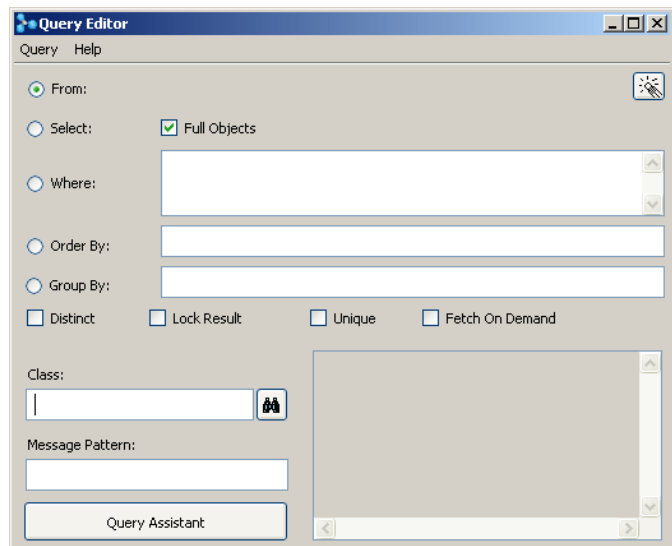 Query Editor
Query Help
From:
Select: Full Objects
Where:
Order By:
Group By:
Distinct Lock Result Unique Fetch On Demand
Class:
Message Pattern:
Query Assistant